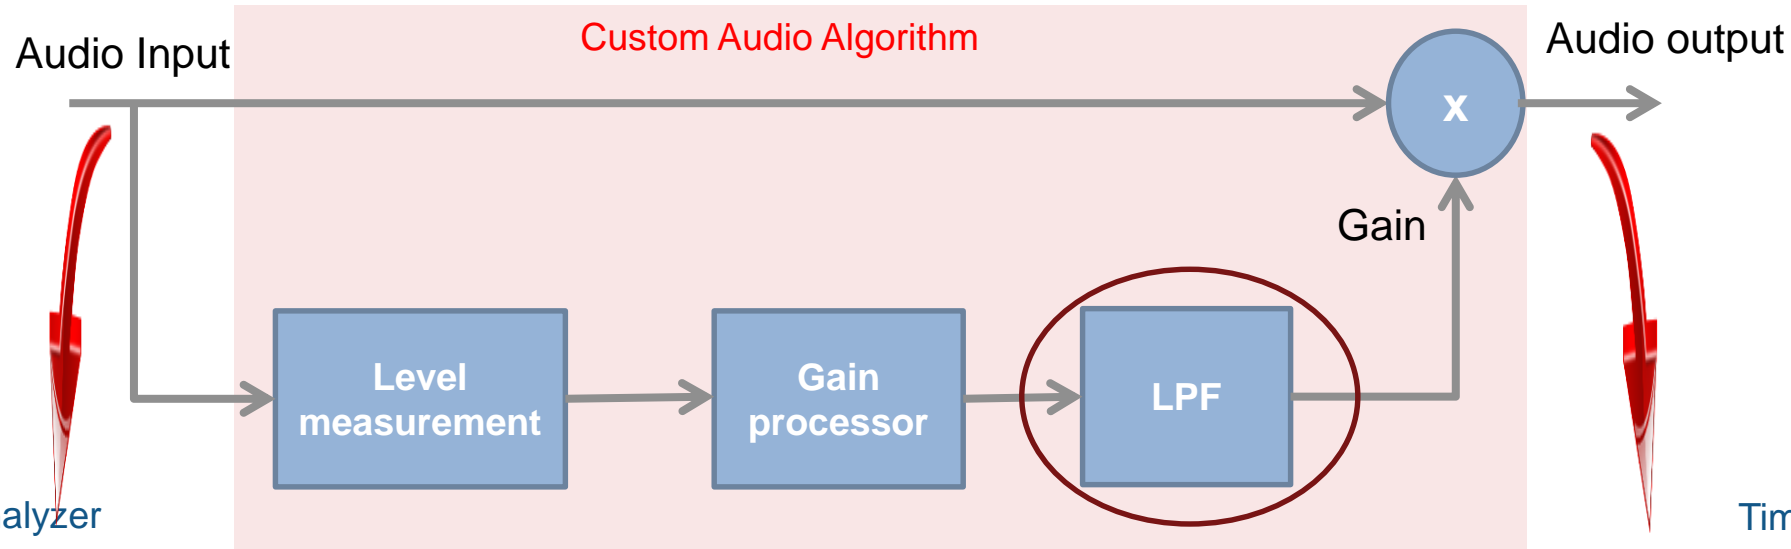 Custom Audio Algorithm
Audio Input
Audio output
x
Gain
Level
measurement
Gain
processor
LPF
alyzer
Tim